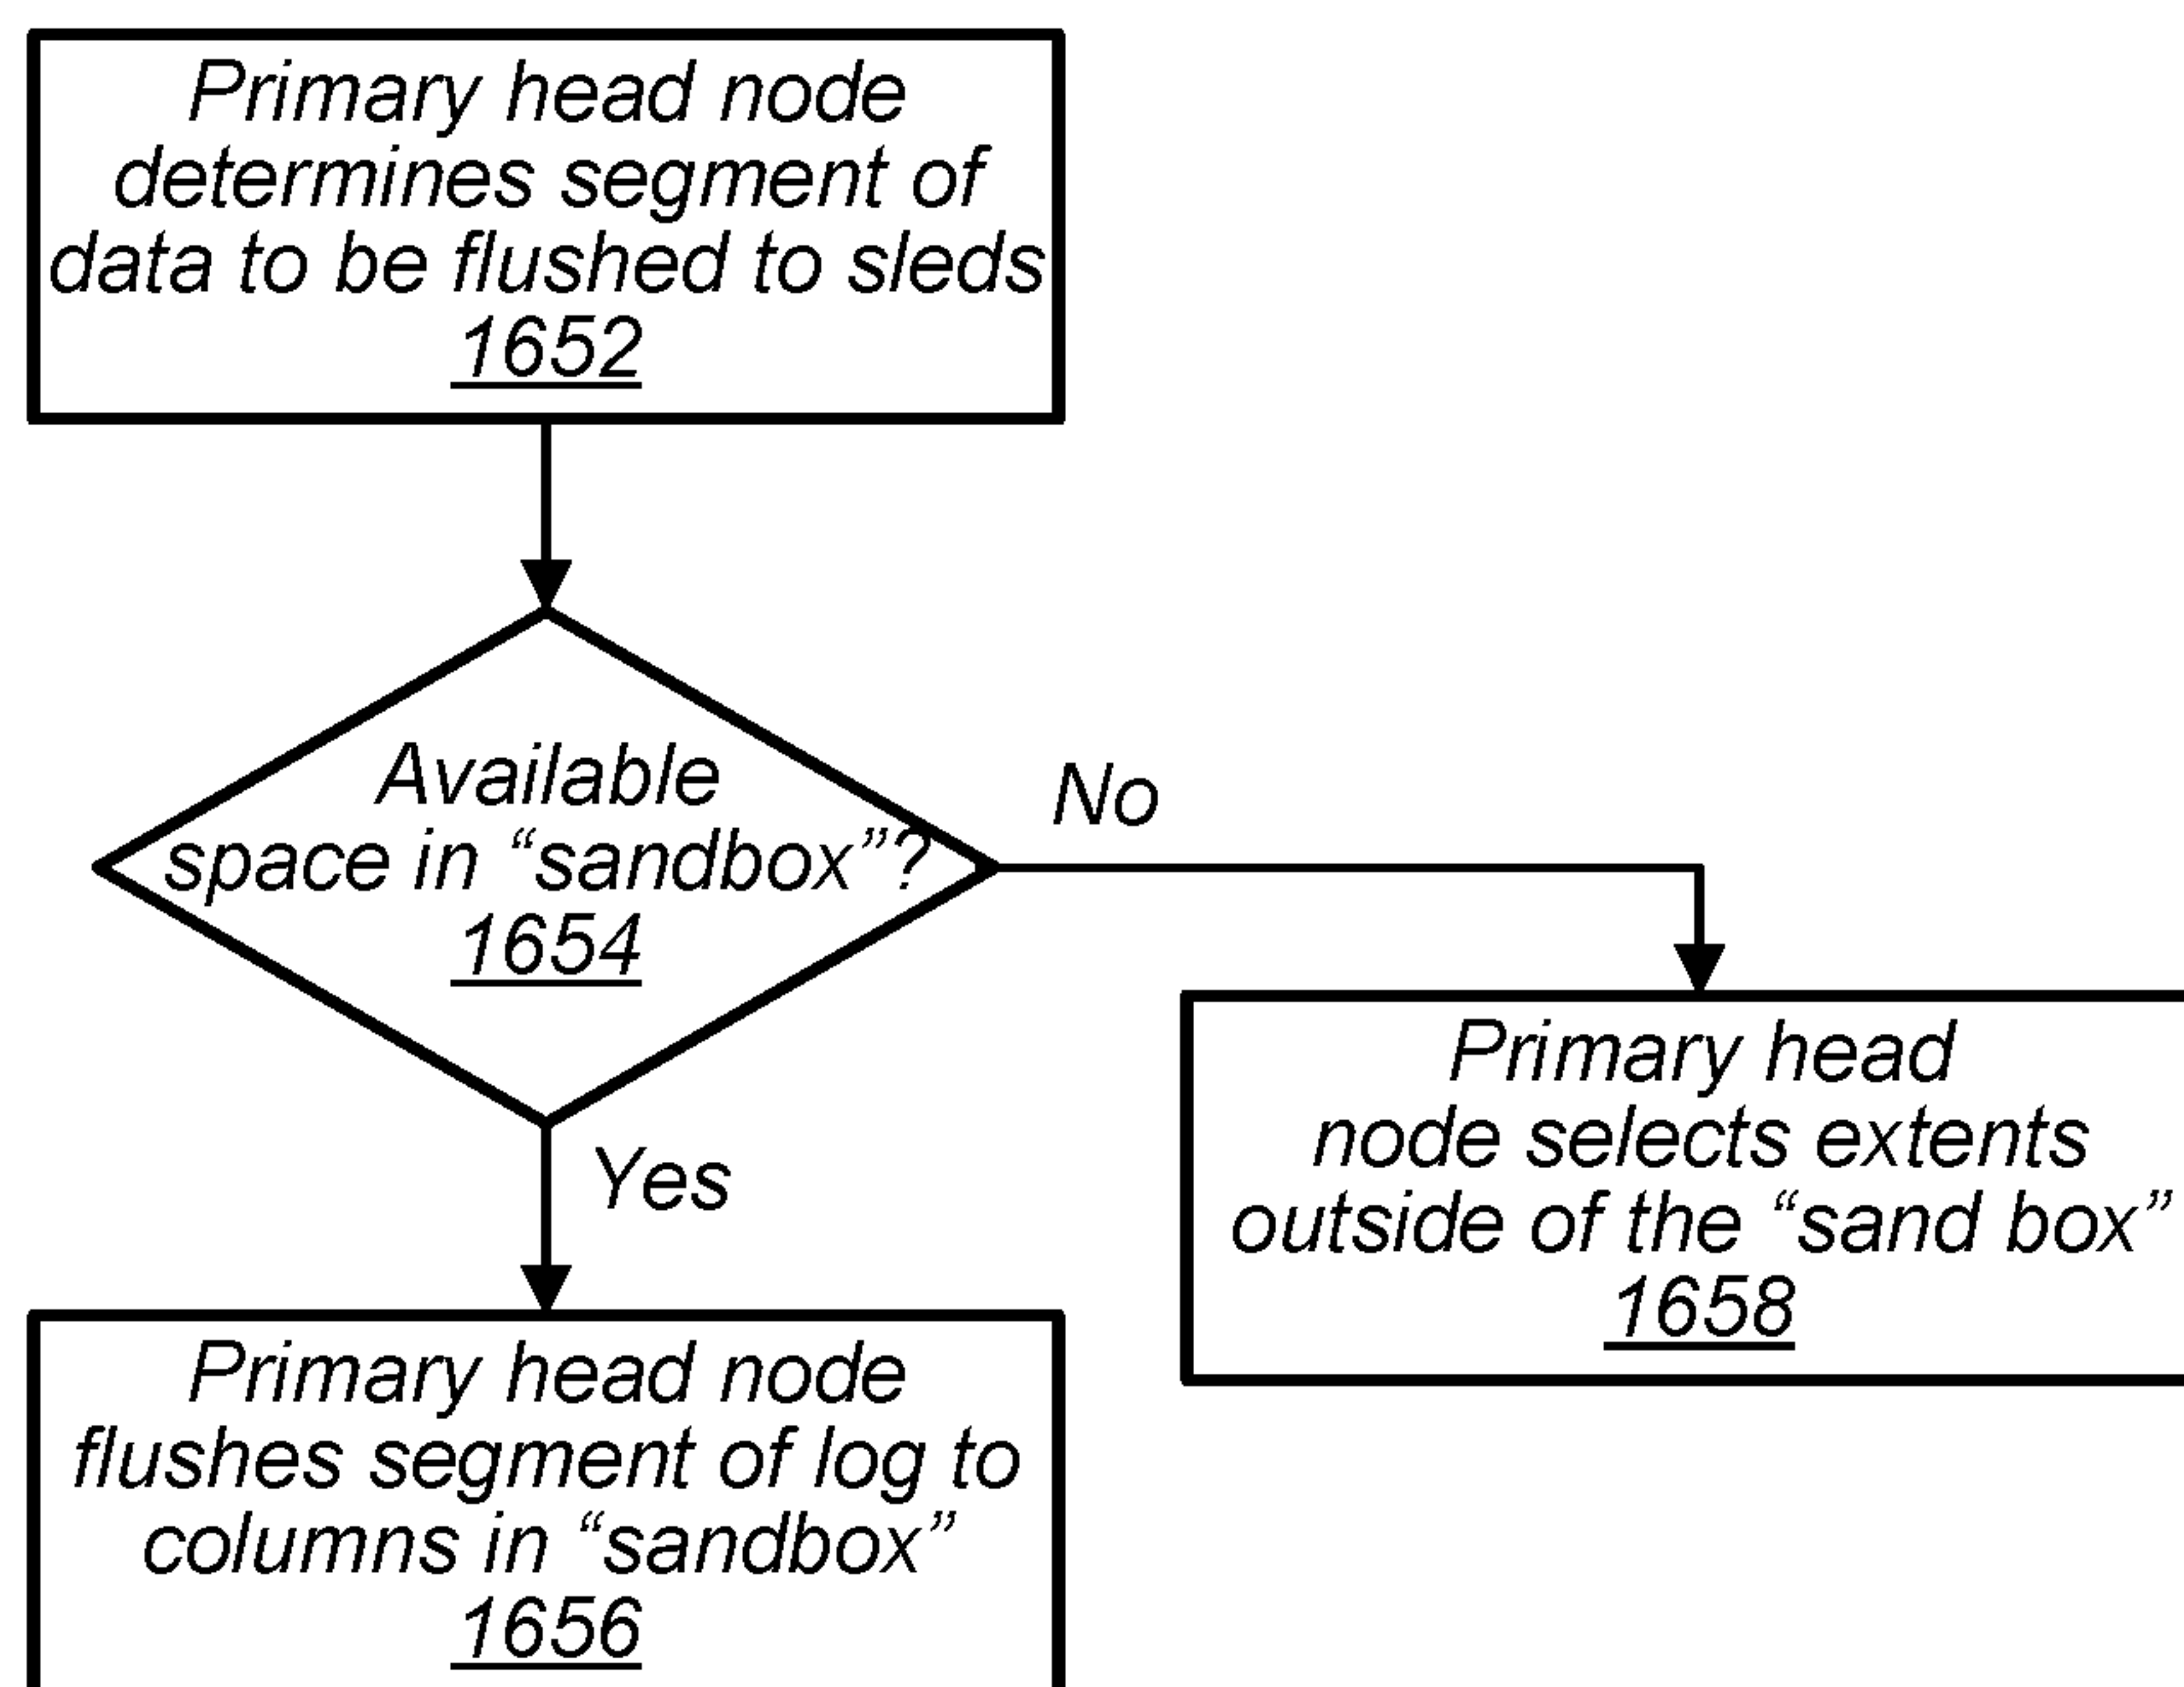 Primary head node
determines segment of
data to be flushed to sleds
1652
Available
space in “sandbox”?
1654
No
Yes
Primary head
node selects extents
outside of the “sand box”
1658
Primary head node
flushes segment of log to
columns in “sandbox”
1656